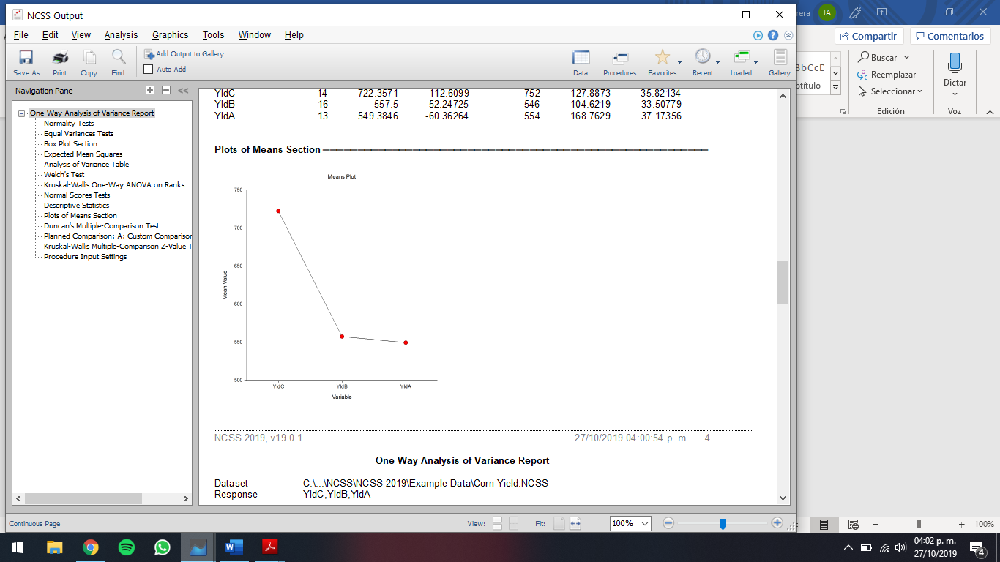 NCSS Output
rera JA
File Edit View Analysis Graphics Tools Window Help
Compartir Comentarios
Save As Print Copy Find
Add Output to Gallery
Auto Add
Data Procedures Favorites Recent Loaded Gallery
Buscar
Reemplazar
Seleccionar
Dictar
Edición Voz
Navigation Pane
One-Way Analysis of Variance Report
Normality Tests
Equal Variances Tests
Box Plot Section
Expected Mean Squares
Analysis of Variance Table
Welch's Test
Kruskal-Wallis One-Way ANOVA on Ranks
Normal Scores Tests
Descriptive Statistics
Plots of Means Section
Duncan's Multiple-Comparison Test
Planned Comparison: A: Custom Comparison
Kruskal-Wallis Multiple-Comparison Z-Value T
Procedure Input Settings
YldC 14 722.3571 112.6099 752 127.8873 35.82134
YldB 16 557.5 -52.24725 546 104.6219 33.50779
YldA 13 549.3846 -60.36264 554 168.7629 37.17356
Plots of Means Section
Means Plot
750
700
650
600
550
500
Mean Value
YldC YldB YldA
Variable
NCSS 2019, v19.0.1 27/10/2019 04:00:54 p. m. 4
One-Way Analysis of Variance Report
Dataset C:\...\NCSS\NCSS 2019\Example Data\Corn Yield.NCSS
Response YldC,YldB,YldA
Continuous Page
View: Fit: 100%
100%
04:02 p. m.
27/10/2019
4